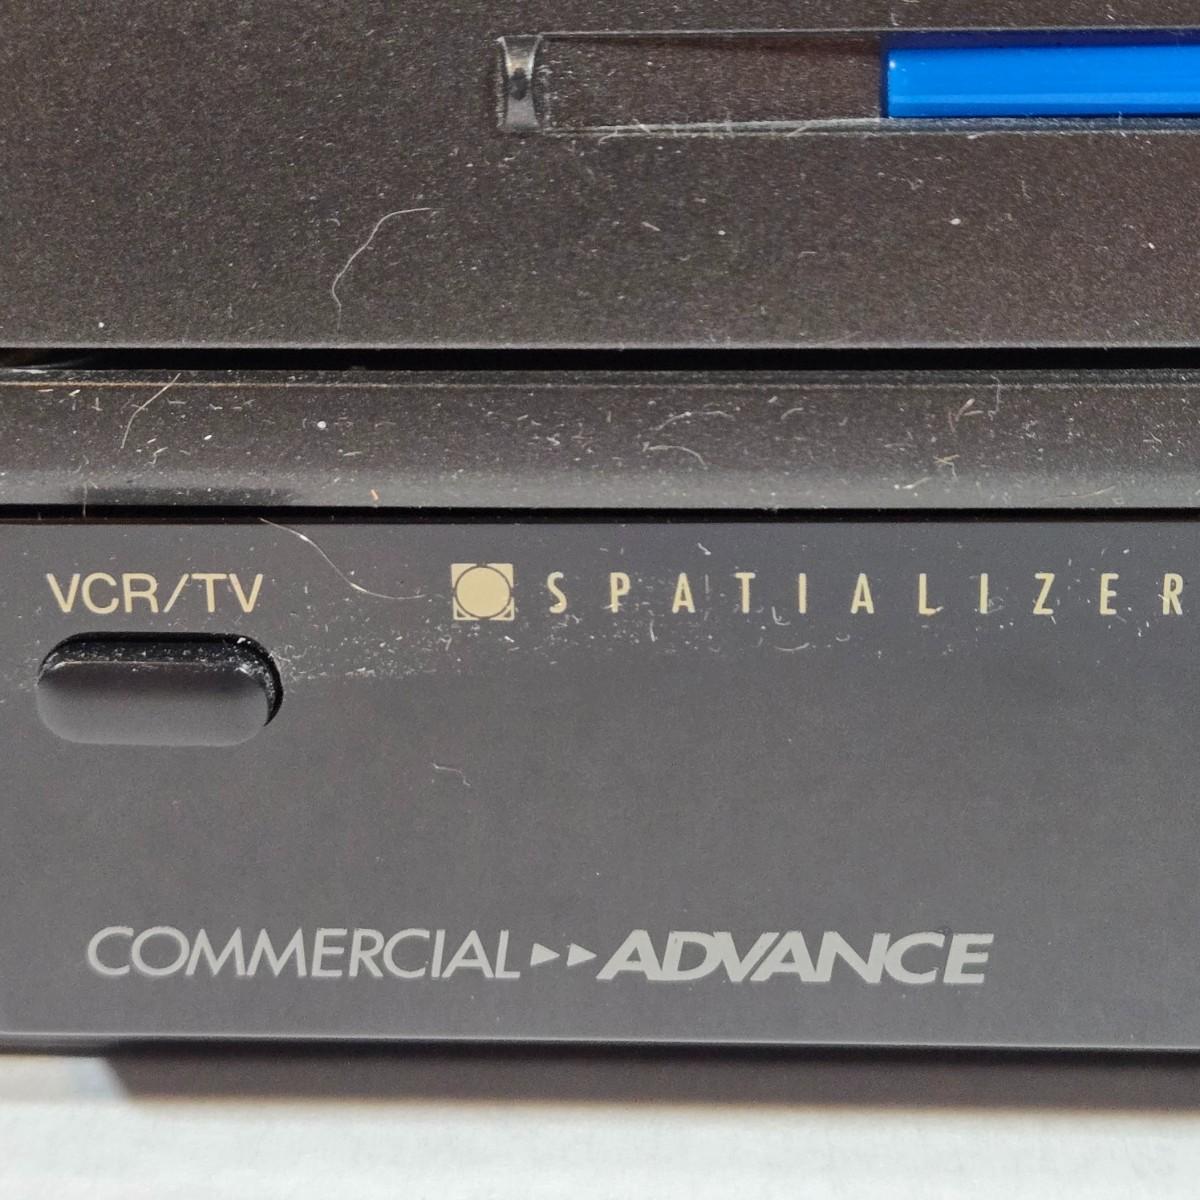 VCR/TV
SPATIALIZER
COMMERCIAL ▸▸ ADVANCE